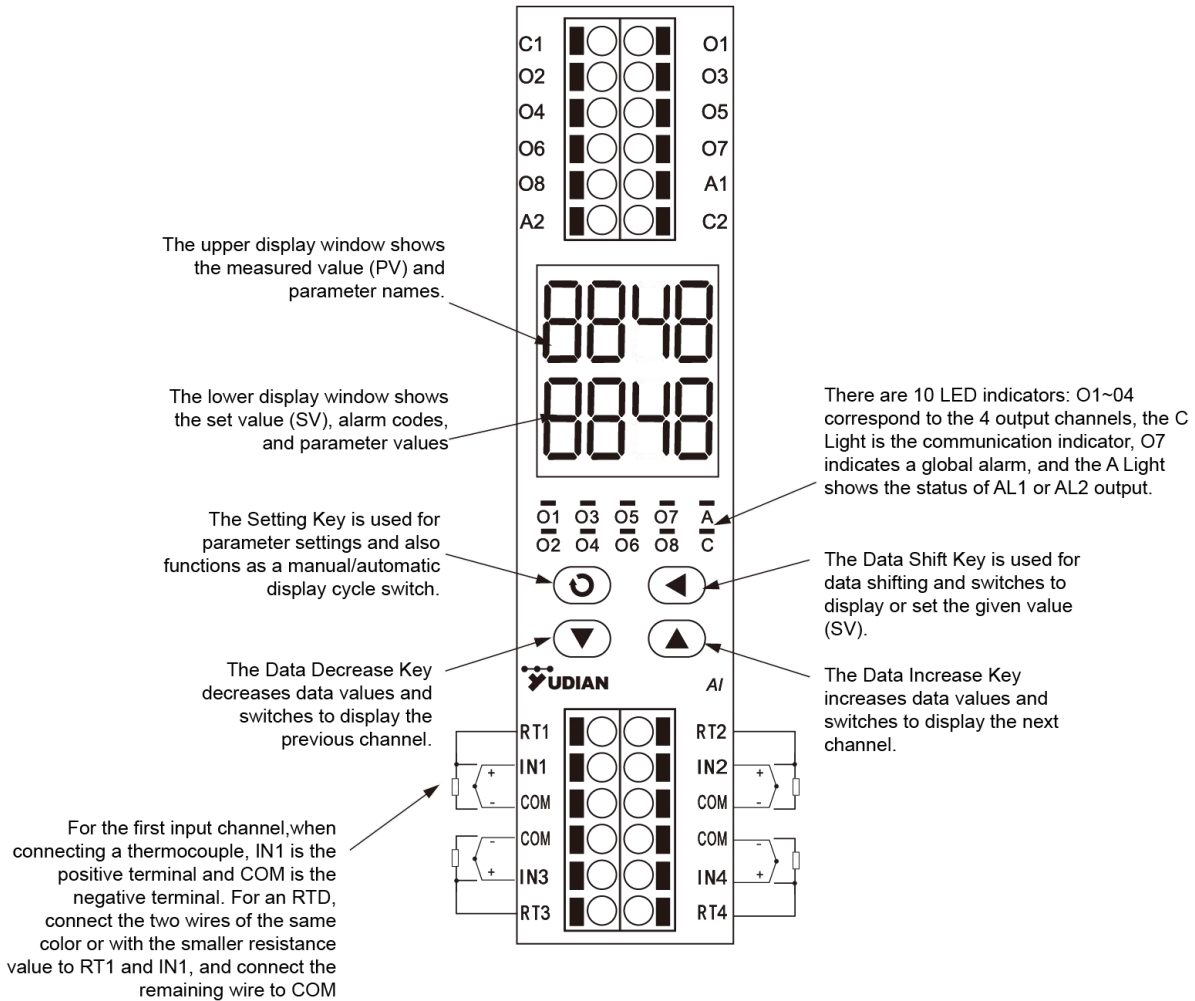 C1 O1
O2 O3
O4 O5
O6 O7
O8 A1
A2 C2
The upper display window shows
the measured value (PV) and
parameter names.
8848
The lower display window shows
the set value (SV), alarm codes,
and parameter values
8848
There are 10 LED indicators: O1~04
correspond to the 4 output channels, the C
Light is the communication indicator, O7
indicates a global alarm, and the A Light
shows the status of AL1 or AL2 output.
O1 O3 O5 O7 A
O2 O4 O6 O8 C
The Setting Key is used for
parameter settings and also
functions as a manual/automatic
display cycle switch.
The Data Shift Key is used for
data shifting and switches to
display or set the given value
(SV).
The Data Decrease Key
decreases data values and
switches to display the
previous channel.
The Data Increase Key
increases data values and
switches to display the next
channel.
YUDIAN AI
RT1 RT2
+ IN1 IN2 +
- COM COM -
- COM COM -
+ IN3 IN4 +
RT3 RT4
For the first input channel,when
connecting a thermocouple, IN1 is the
positive terminal and COM is the
negative terminal. For an RTD,
connect the two wires of the same
color or with the smaller resistance
value to RT1 and IN1, and connect the
remaining wire to COM